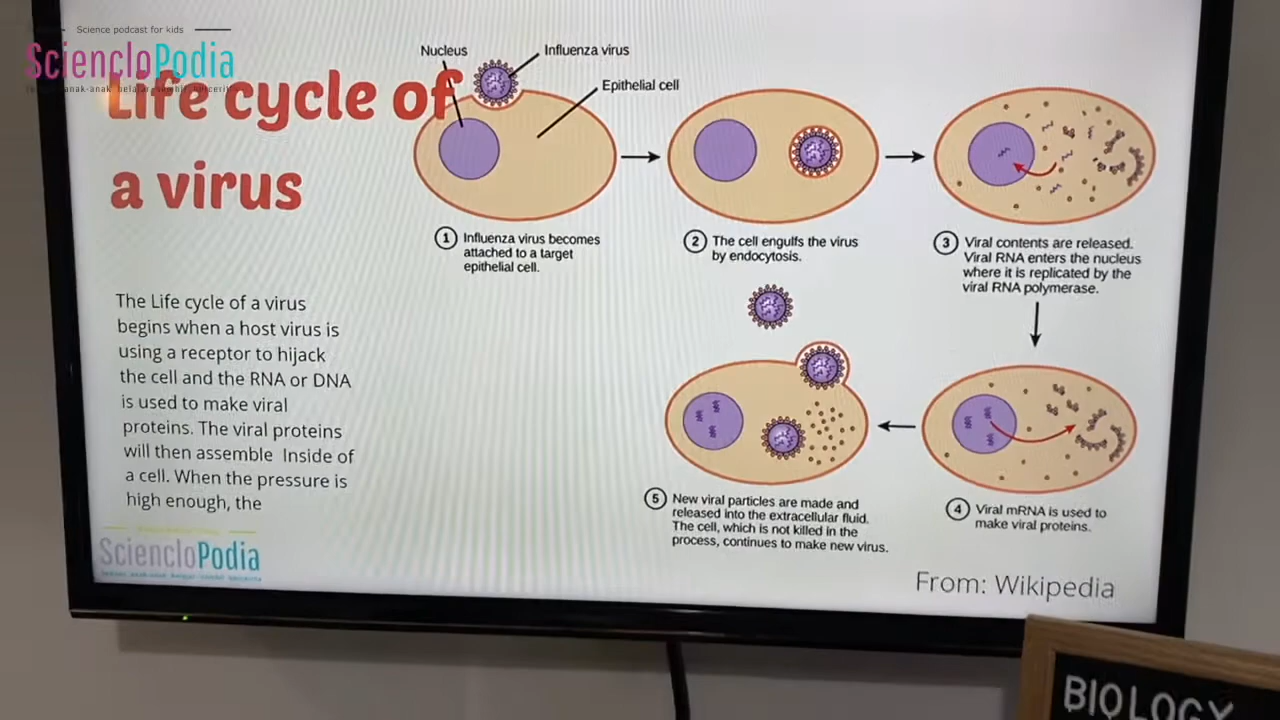 Science podcast for kids
SciencloPodia
Life cycle of
a virus
Nucleus
Influenza virus
Epithelial cell
1 Influenza virus becomes
attached to a target
epithelial cell.
2 The cell engulfs the virus
by endocytosis.
3 Viral contents are released.
Viral RNA enters the nucleus
where it is replicated by the
viral RNA polymerase.
The Life cycle of a virus
begins when a host virus is
using a receptor to hijack
the cell and the RNA or DNA
is used to make viral
proteins. The viral proteins
will then assemble Inside of
a cell. When the pressure is
high enough, the
5 New viral particles are made and
released into the extracellular fluid.
The cell, which is not killed in the
process, continues to make new virus.
4 Viral mRNA is used to
make viral proteins.
SciencloPodia
From: Wikipedia
BIOLOGY